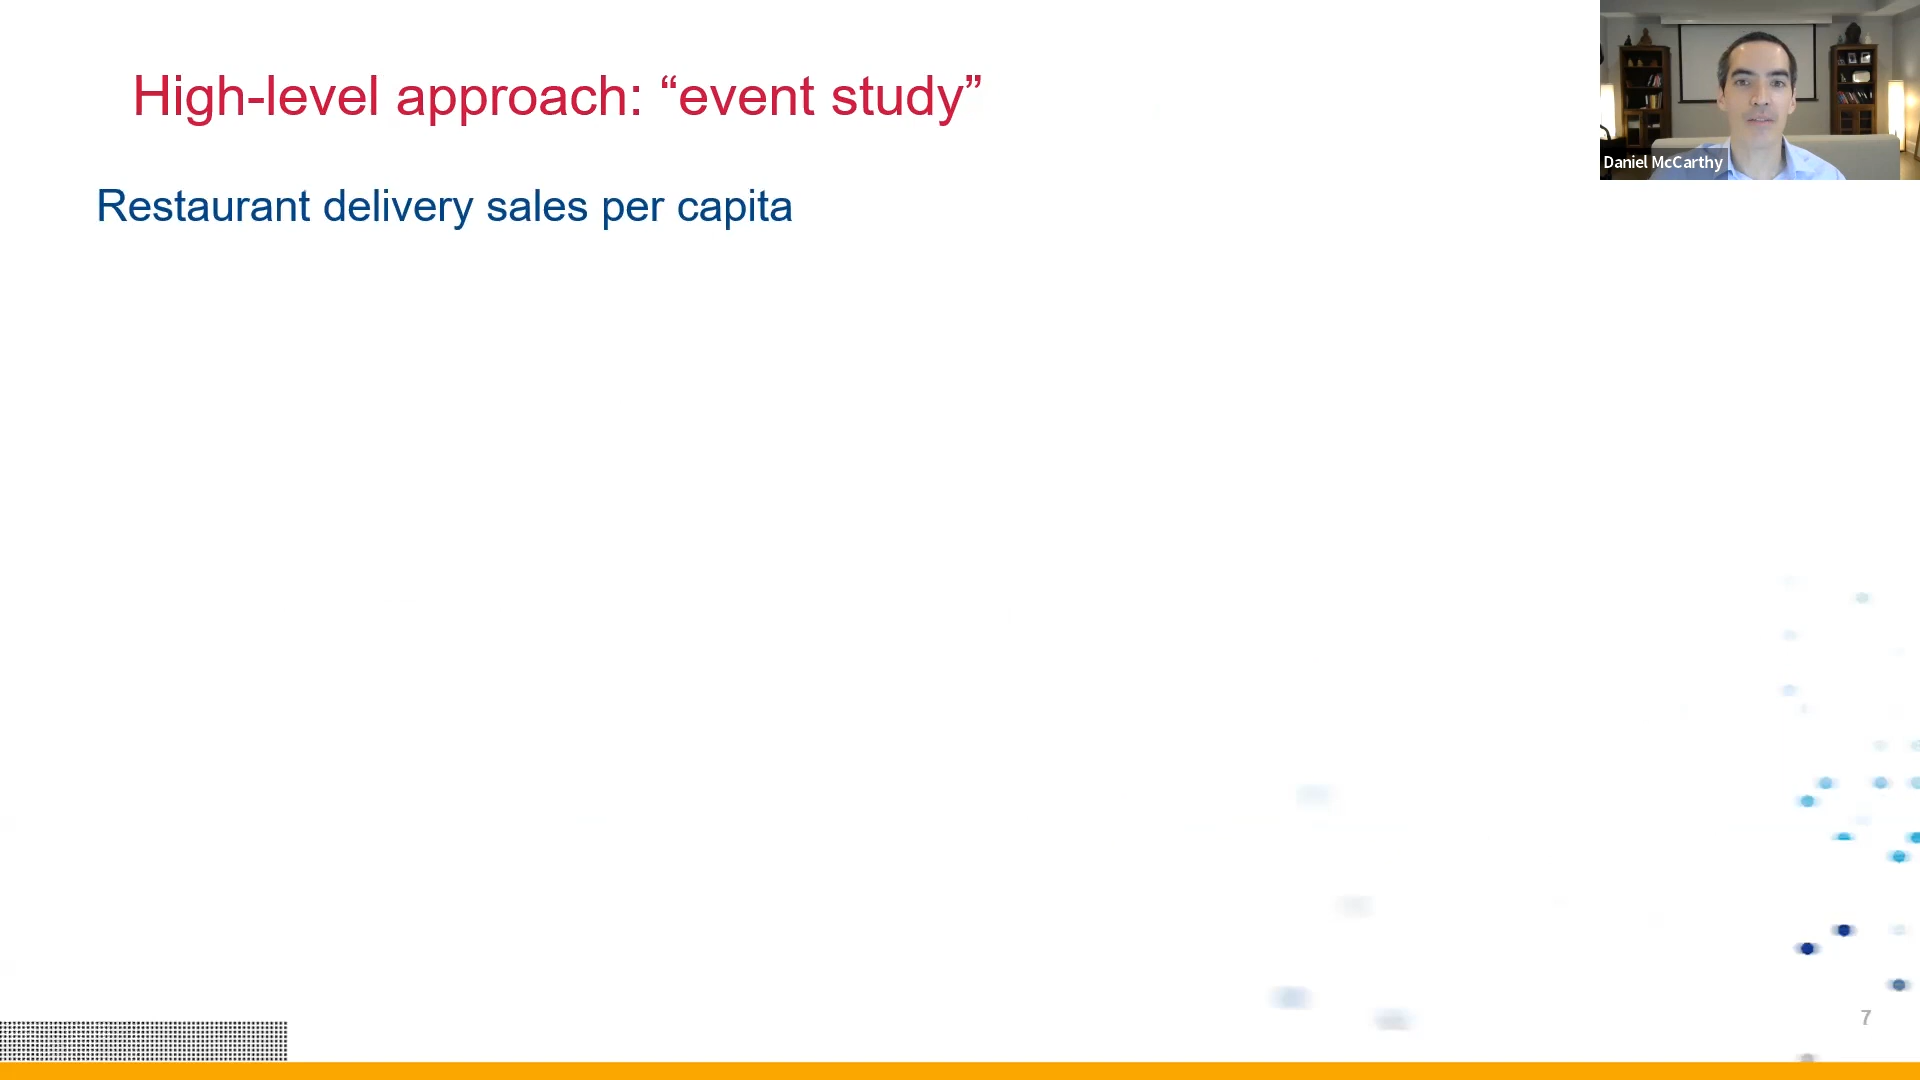 High-level approach: “event study”
Daniel McCarthy
Restaurant delivery sales per capita
7